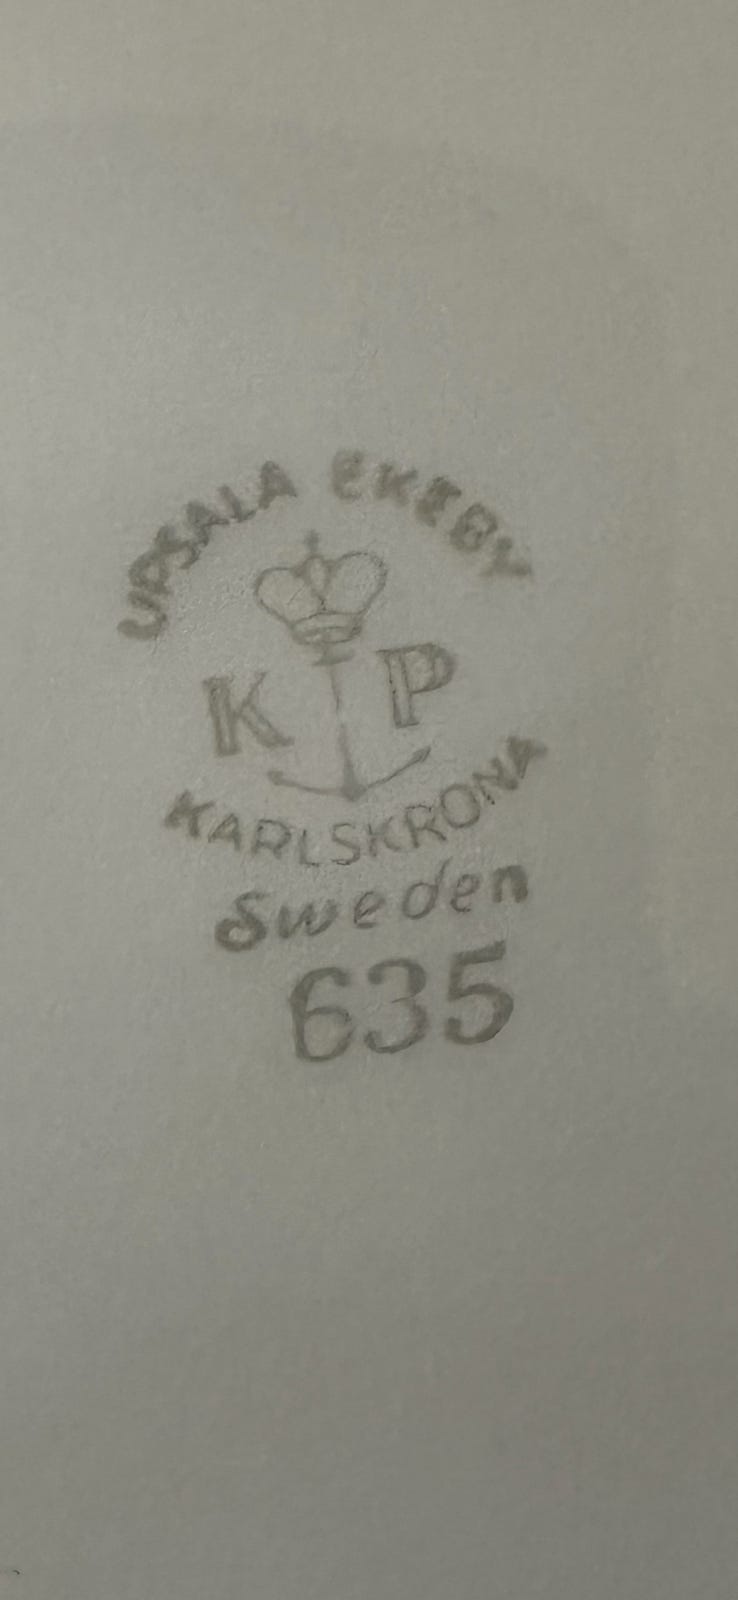 UPSALA EKEBY
K P
KARLSKRONA
Sweden
635